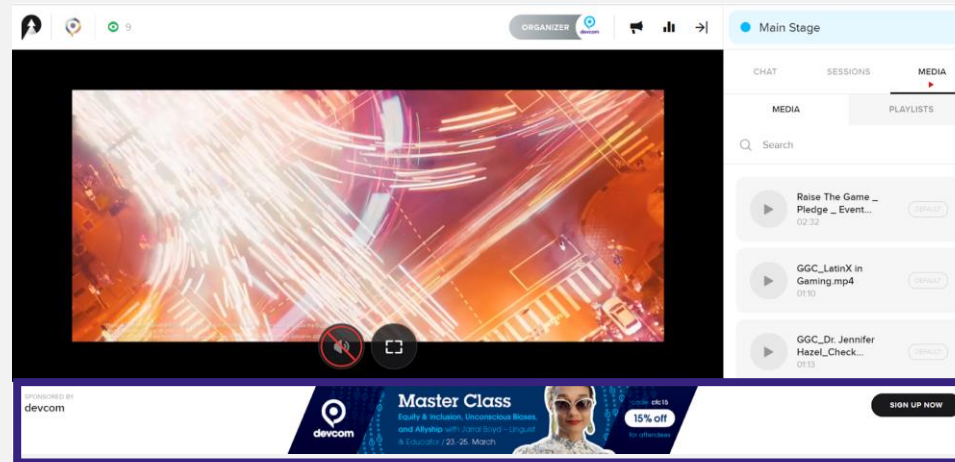 9
ORGANIZER
devcom
Main Stage
CHAT
SESSIONS
MEDIA
MEDIA
PLAYLISTS
Search
Raise The Game _
Pledge _ Event...
02:32
DEFAULT
GGC_LatinX in
Gaming.mp4
01:10
DEFAULT
GGC_Dr. Jennifer
Hazel_Check...
01:13
DEFAULT
SPONSORED BY
devcom
devcom
Master Class
Equity & Inclusion, Unconscious Biases,
and Allyship with Jamal Boyd – Linguist
& Educator / 23.-25. March
code: cfc15
15% off
for attendees
SIGN UP NOW